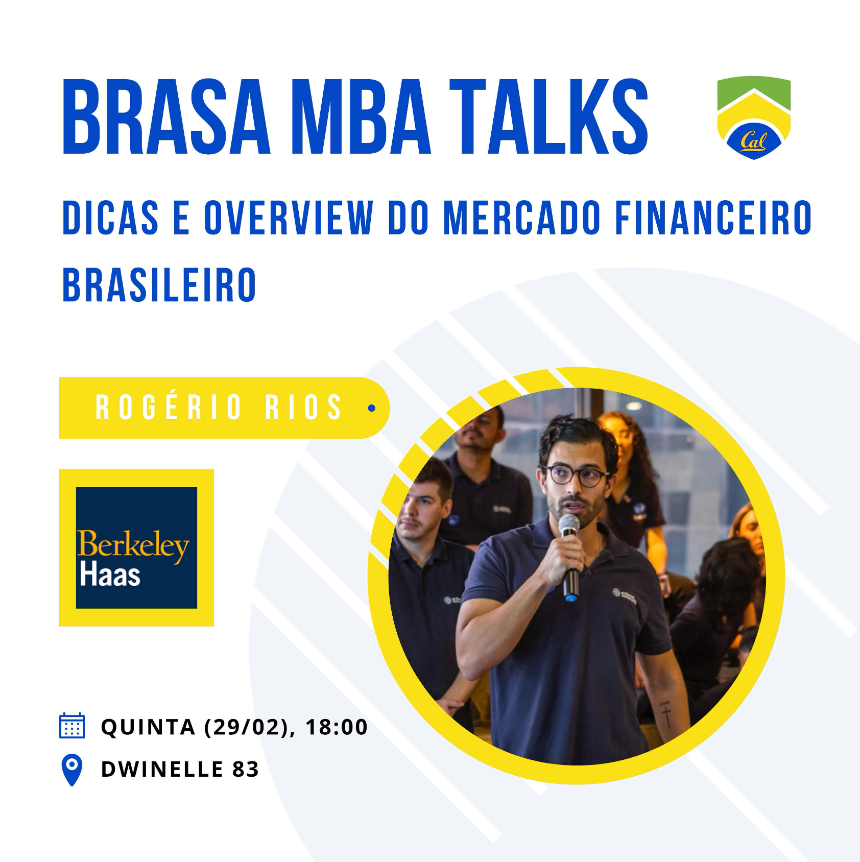 BRASA MBA TALKS
Cal
DICAS E OVERVIEW DO MERCADO FINANCEIRO
BRASILEIRO
ROGÉRIO RIOS
Berkeley
Haas
QUINTA (29/02), 18:00
DWINELLE 83